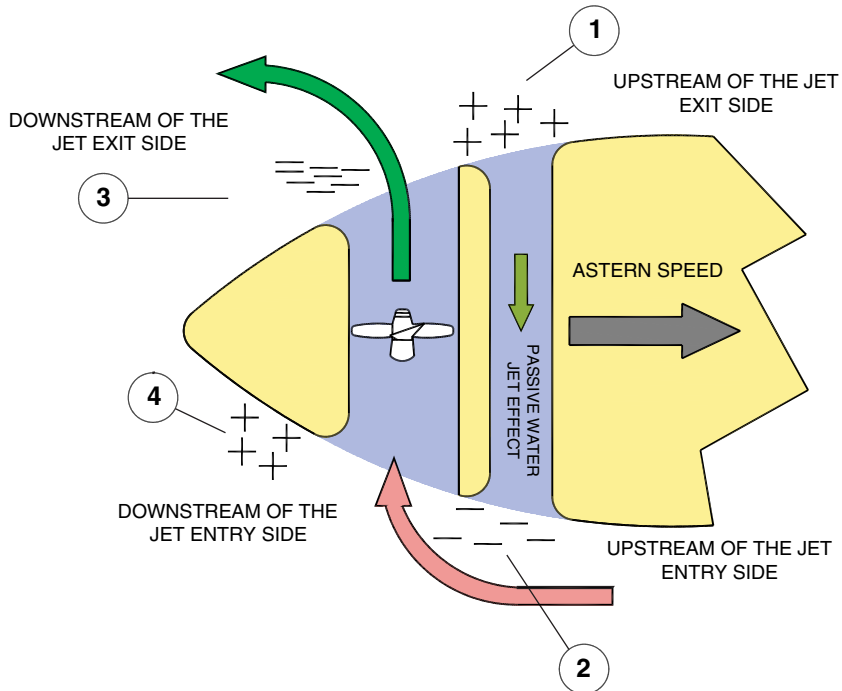 1
UPSTREAM OF THE JET
EXIT SIDE
DOWNSTREAM OF THE
JET EXIT SIDE
3
ASTERN SPEED
PASSIVE WATER
JET EFFECT
4
DOWNSTREAM OF THE
JET ENTRY SIDE
UPSTREAM OF THE JET
ENTRY SIDE
2